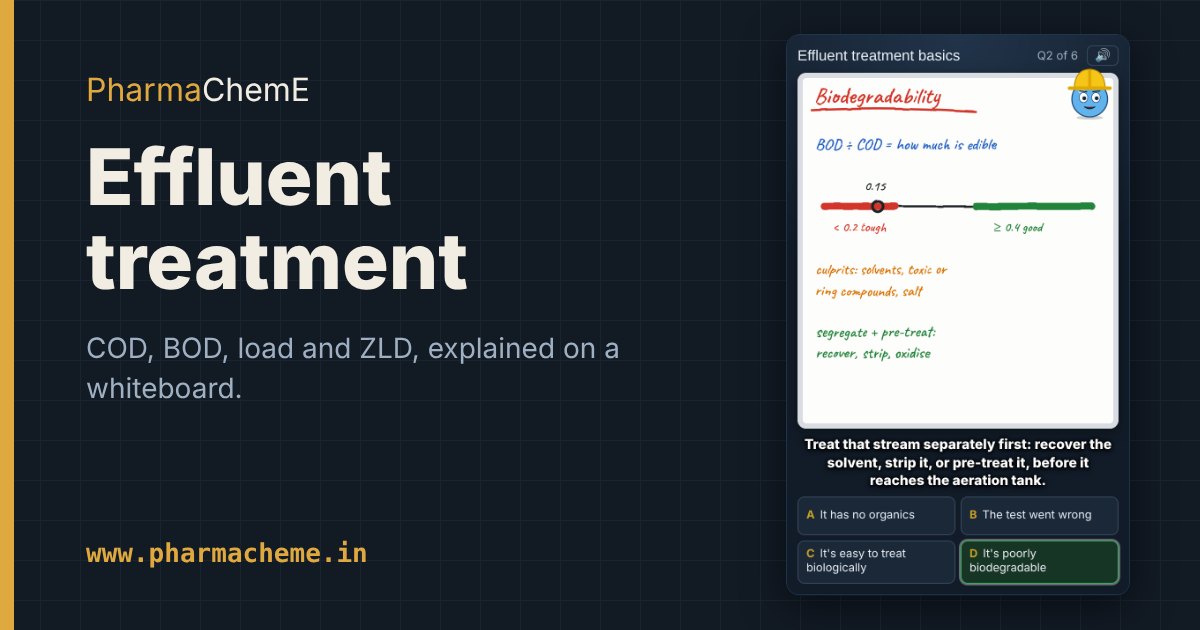 PharmaChemE
Effluent
treatment
COD, BOD, load and ZLD, explained on a
whiteboard.
www.pharmacheme.in
Effluent treatment basics
Q2 of 6
Biodegradability
BOD ÷ COD = how much is edible
0.15
< 0.2 tough
≥ 0.4 good
culprits: solvents, toxic or
ring compounds, salt
segregate + pre-treat:
recover, strip, oxidise
Treat that stream separately first: recover the
solvent, strip it, or pre-treat it, before it
reaches the aeration tank.
A It has no organics
B The test went wrong
C It's easy to treat
biologically
D It's poorly
biodegradable